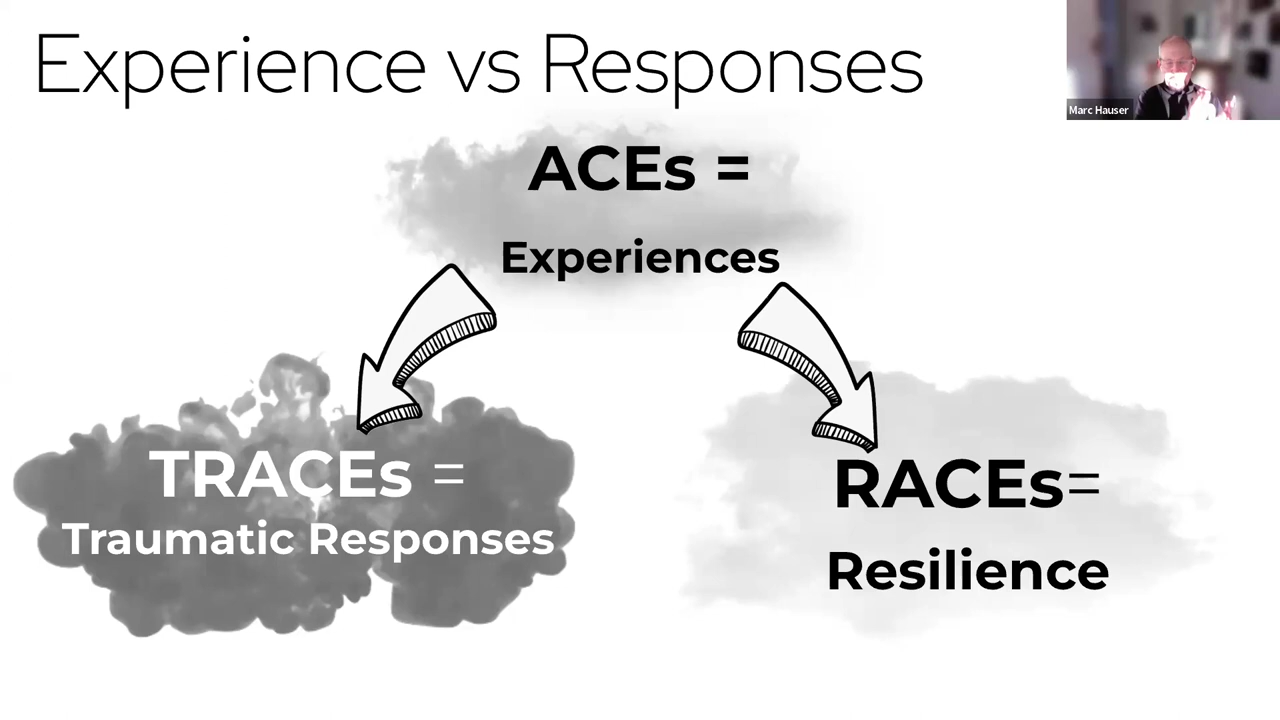 Experience vs Responses
Marc Hauser
ACEs =
Experiences
TRACEs =
Traumatic Responses
RACEs=
Resilience